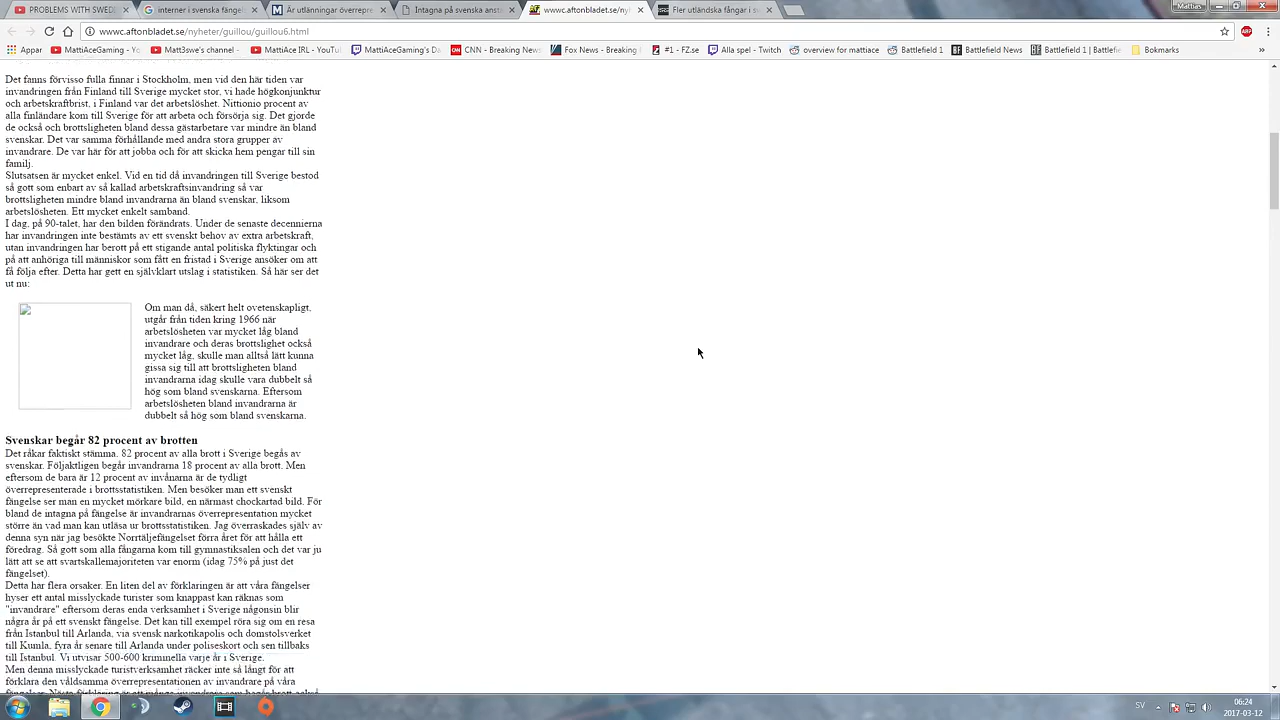 PROBLEMS WITH SWED
interner i svenska fängel
Är utlänningar överrepre
Intagna på svenska anst
wwwc.aftonbladet.se/ny
Fler utländska fångar i sv
Mattias
wwwc.aftonbladet.se/nyheter/guillou/guillou6.html
Appar
MattiAceGaming - Yo
Matt3swe's channel -
MattiAce IRL - YouTu
MattiAceGaming's Da
CNN - Breaking New
Fox News - Breaking
#1 - FZ.se
Alla spel - Twitch
overview for mattiace
Battlefield News
Battlefield 1 | Battlef
Bokmärks
Det fanns förvisso fulla finnar i Stockholm, men vid den här tiden var
invandringen från Finland till Sverige mycket stor, vi hade högkonjunktur
och arbetskraftbrist, i Finland var det arbetslöshet. Nittionio procent av
alla finländare kom till Sverige för att arbeta och försörja sig. Det gjorde
de också och brottsligheten bland dessa gästarbetare var mindre än bland
svenskar. Det var samma förhållande med andra stora grupper av
invandrare. De var här för att jobba och för att skicka hem pengar till sin
familj.
Slutsatsen är mycket enkel. Vid en tid då invandringen till Sverige bestod
så gott som enbart av så kallad arbetskraftsinvandring så var
brottsligheten mindre bland invandrarna än bland svenskar, liksom
arbetslösheten. Ett mycket enkelt samband.
I dag, på 90-talet, har den bilden förändrats. Under de senaste decennierna
har invandringen inte bestämts av ett svenskt behov av extra arbetskraft,
utan invandringen har berott på ett stigande antal politiska flyktingar och
på att anhöriga till människor som fått en fristad i Sverige ansöker om att
få följa efter. Detta har gett en självklart utslag i statistiken. Så här ser det
ut nu:
Om man då, säkert helt ovetenskapligt,
utgår från tiden kring 1966 när
arbetslösheten var mycket låg bland
invandrare och deras brottslighet också
mycket låg, skulle man alltså lätt kunna
gissa sig till att brottsligheten bland
invandrarna idag skulle vara dubbelt så
hög som bland svenskarna. Eftersom
arbetslösheten bland invandrarna är
dubbelt så hög som bland svenskarna.
Svenskar begår 82 procent av brotten
Det råkar faktiskt stämma. 82 procent av alla brott i Sverige begås av
svenskar. Följaktligen begår invandrarna 18 procent av alla brott. Men
eftersom de bara är 12 procent av invånarna är de tydligt
överrepresenterade i brottsstatistiken. Men besöker man ett svenskt
fängelse ser man en mycket mörkare bild, en närmast chockartad bild. För
bland de intagna på fängelse är invandrarnas överrepresentation mycket
större än vad man kan utläsa ur brottsstatistiken. Jag överraskades själv av
denna syn när jag besökte Norrtäljefängelset förra året för att hålla ett
föredrag. Så gott som alla fångarna kom till gymnastiksalen och det var ju
lätt att se att svartskallemajoriteten var enorm (idag 75% på just det
fängelset).
Detta har flera orsaker. En liten del av förklaringen är att våra fängelser
hyser ett antal misslyckade turister som knappast kan räknas som
"invandrare" eftersom deras enda verksamhet i Sverige någonsin blir
några år på ett svenskt fängelse. Det kan till exempel röra sig om en resa
från Istanbul till Arlanda, via svensk narkotikapolis och domstolsverket
till Kumla, fyra år senare till Arlanda under poliseskort och sen tillbaks
till Istanbul. Vi utvisar 500-600 kriminella varje år i Sverige.
Men denna misslyckade turistverksamhet räcker inte så långt för att
förklara den våldsamma överrepresentationen av invandrare på våra
SV
06:24
2017-03-12